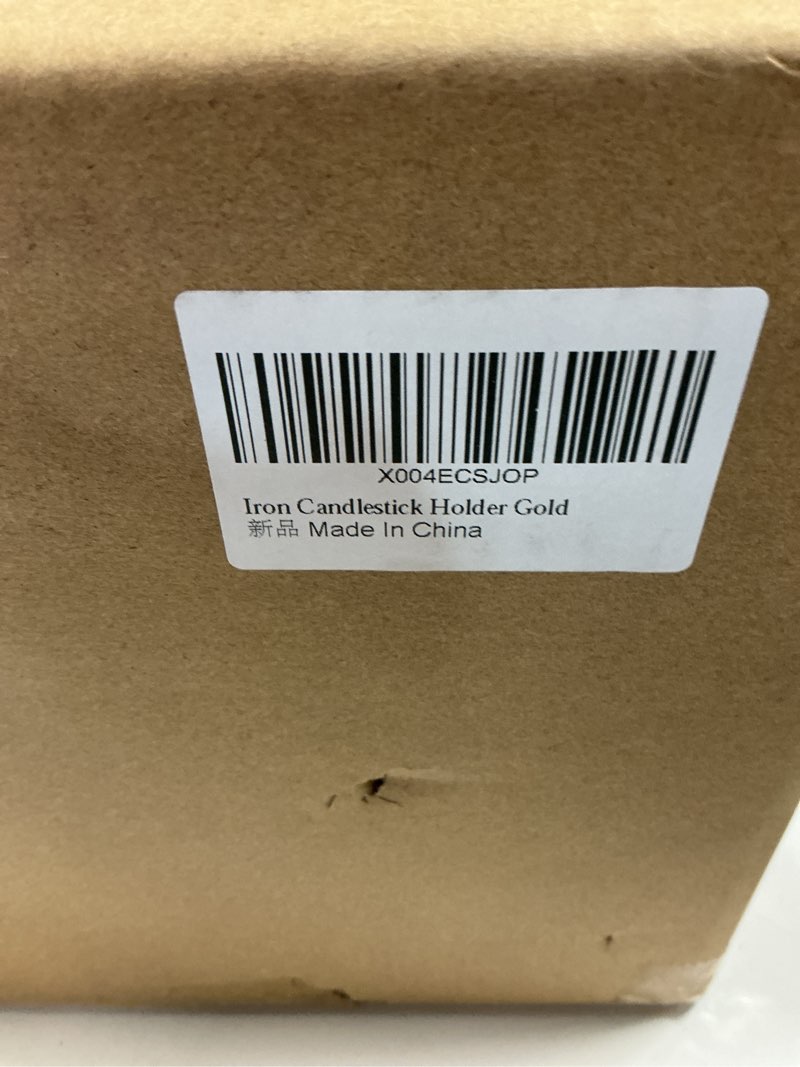 X004ECSJOP
Iron Candlestick Holder Gold
新品 Made In China